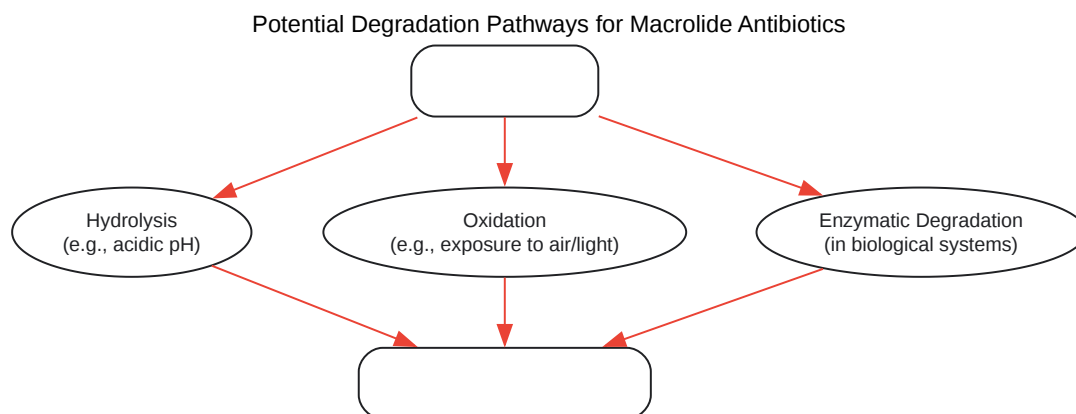 Potential Degradation Pathways for Macrolide Antibiotics
Hydrolysis
(e.g., acidic pH)
Oxidation
(e.g., exposure to air/light)
Enzymatic Degradation
(in biological systems)